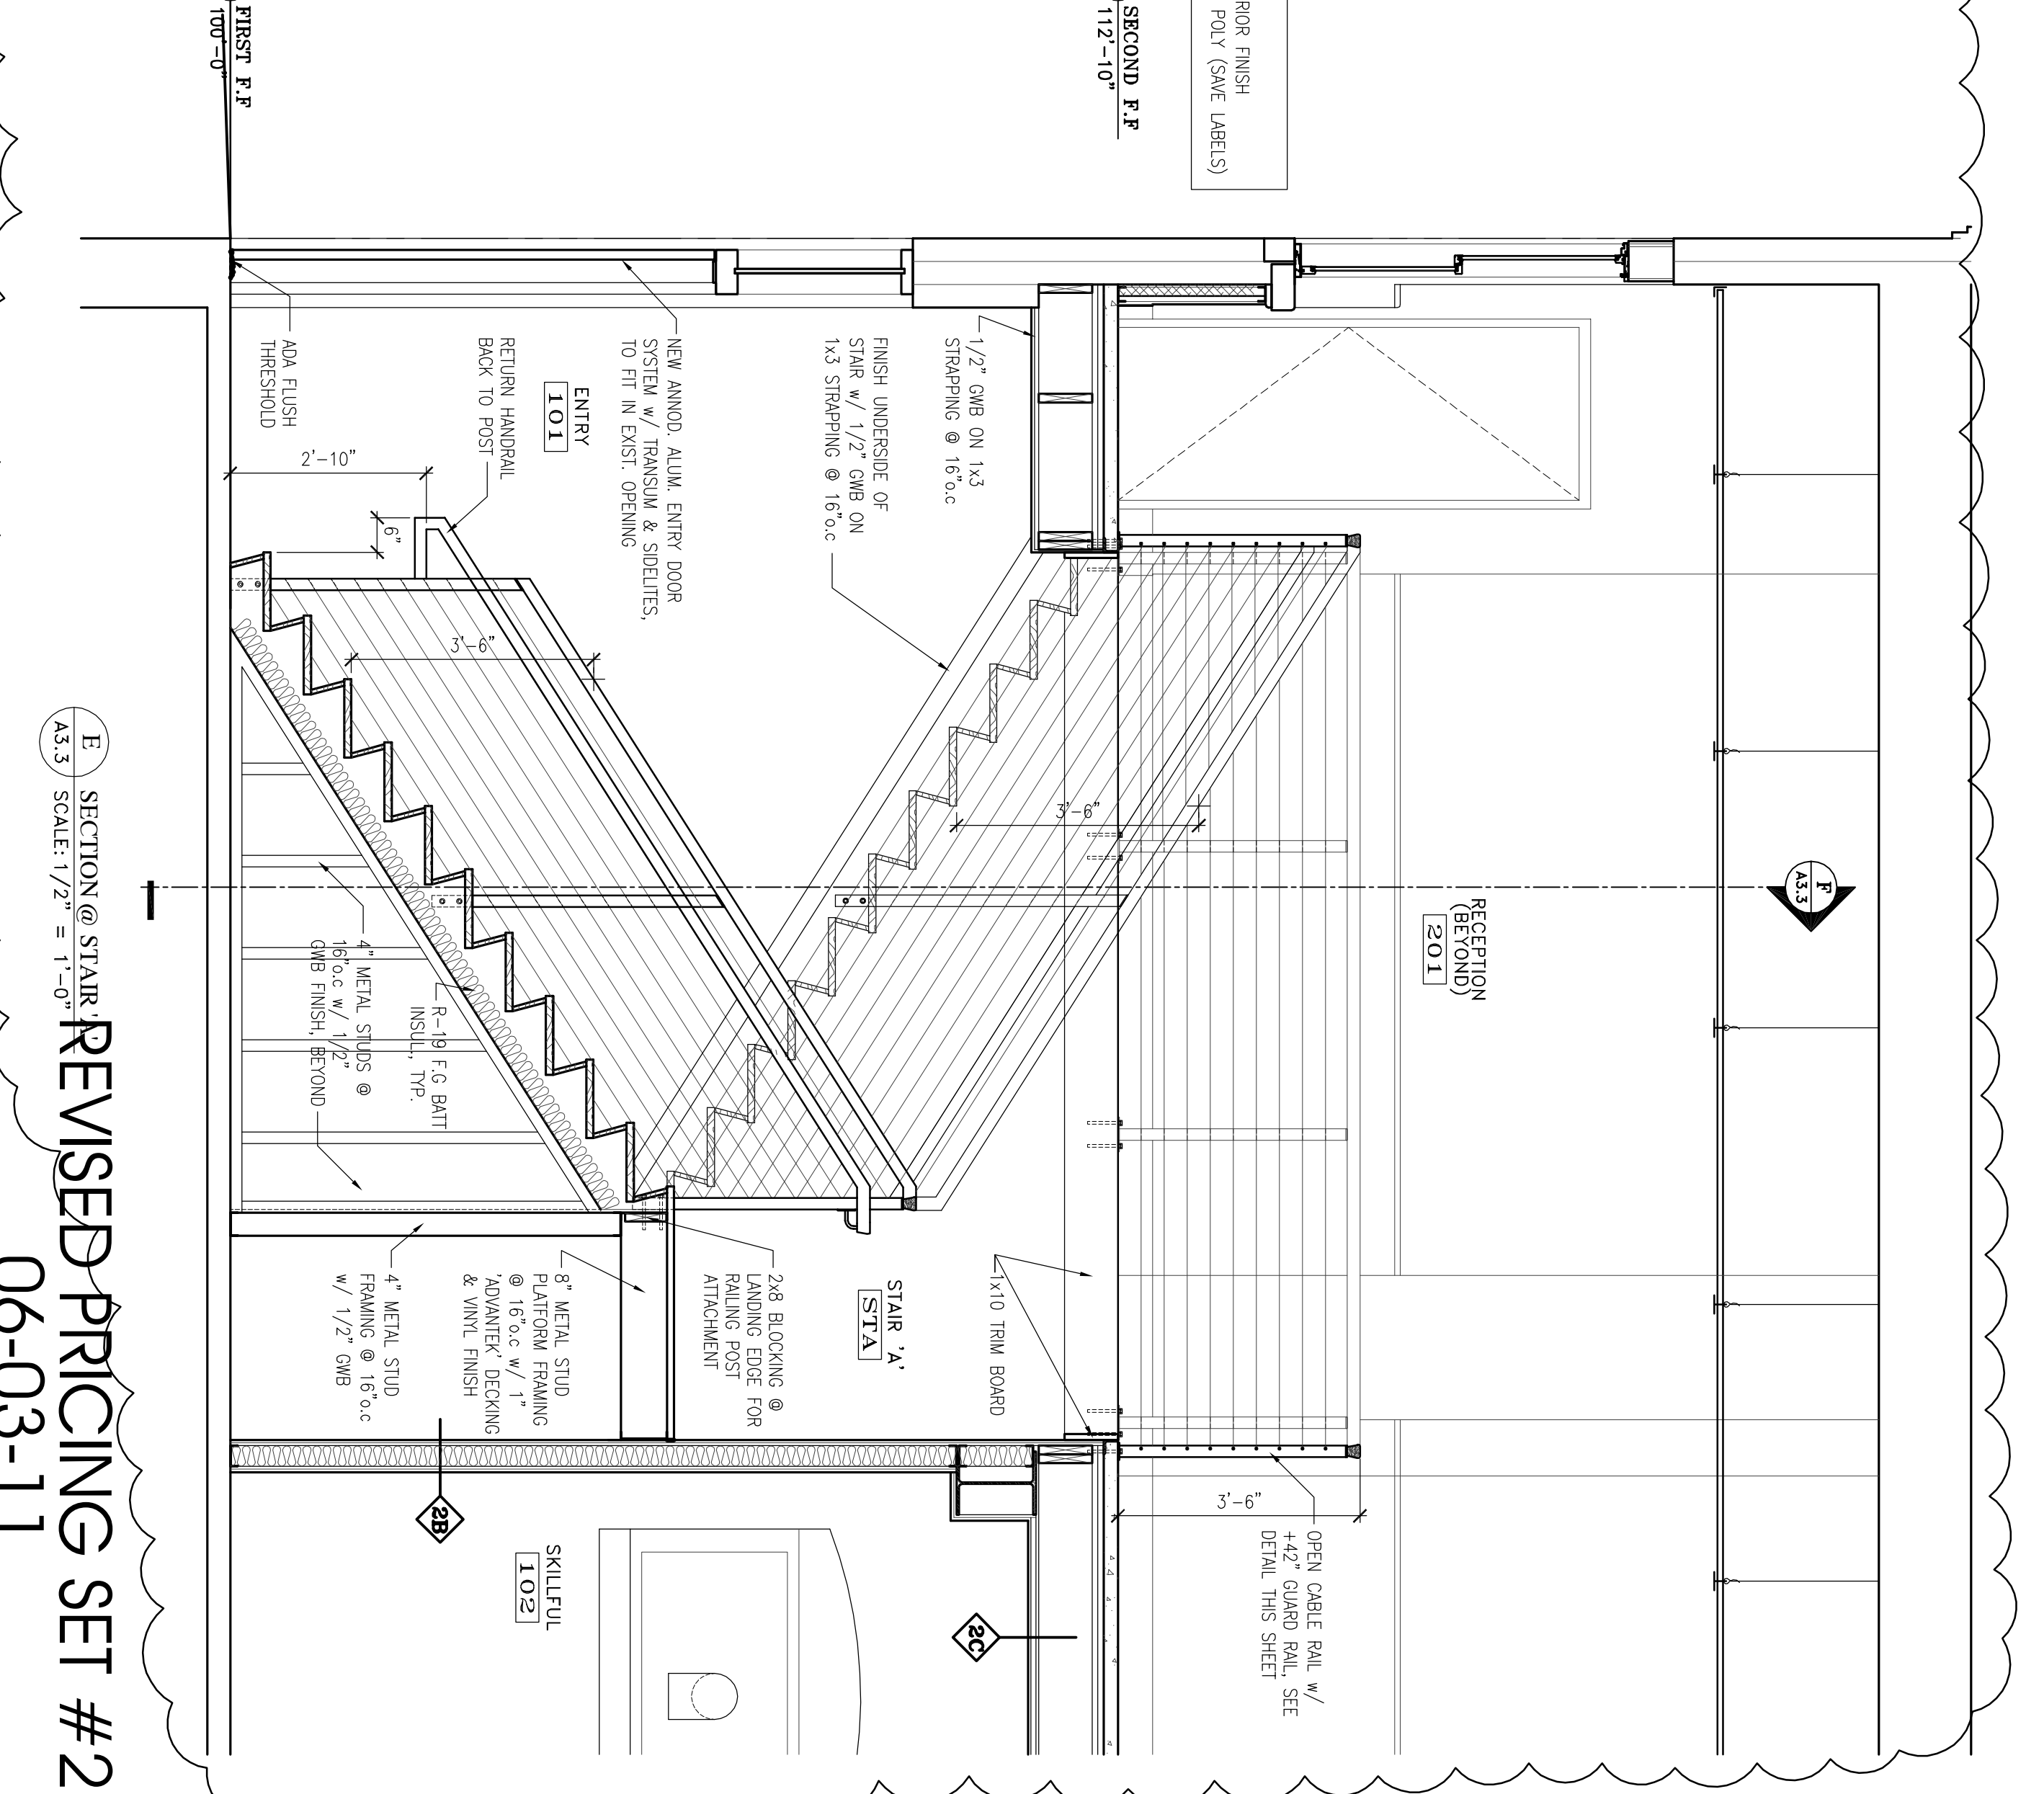 RIOR FINISH
POLY (SAVE LABELS)
SECOND F.F
112'-10"
FIRST F.F
100'-0"
F
A3.3
RECEPTION
(BEYOND)
201
OPEN CABLE RAIL w/
+42" GUARD RAIL, SEE
DETAIL THIS SHEET
3'-6"
3'-6"
1/2" GWB ON 1x3
STRAPPING @ 16"o.c
FINISH UNDERSIDE OF
STAIR w/ 1/2" GWB ON
1x3 STRAPPING @ 16"o.c
1x10 TRIM BOARD
STAIR 'A'
STA
2C
NEW ANNOD. ALUM. ENTRY DOOR
SYSTEM w/ TRANSUM & SIDELITES,
TO FIT IN EXIST. OPENING
2x8 BLOCKING @
LANDING EDGE FOR
RAILING POST
ATTACHMENT
ENTRY
101
RETURN HANDRAIL
BACK TO POST
3'-6"
8" METAL STUD
PLATFORM FRAMING
@ 16"o.c w/ 1"
'ADVANTEK' DECKING
& VINYL FINISH
SKILLFUL
102
2B
6"
2'-10"
R-19 F.G BATT
INSUL., TYP.
4" METAL STUDS @
16"o.c w/ 1/2"
GWB FINISH, BEYOND
4" METAL STUD
FRAMING @ 16"o.c
w/ 1/2" GWB
ADA FLUSH
THRESHOLD
E
A3.3
SECTION @ STAIR 'A'
SCALE: 1/2" = 1'-0"
REVISED PRICING SET #2
06-03-11